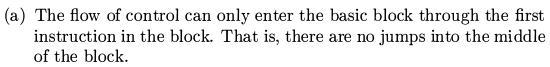 (a) The flow of control can only enter the basic block through the first
instruction in the block. That is, there are no jumps into the middle
of the block.